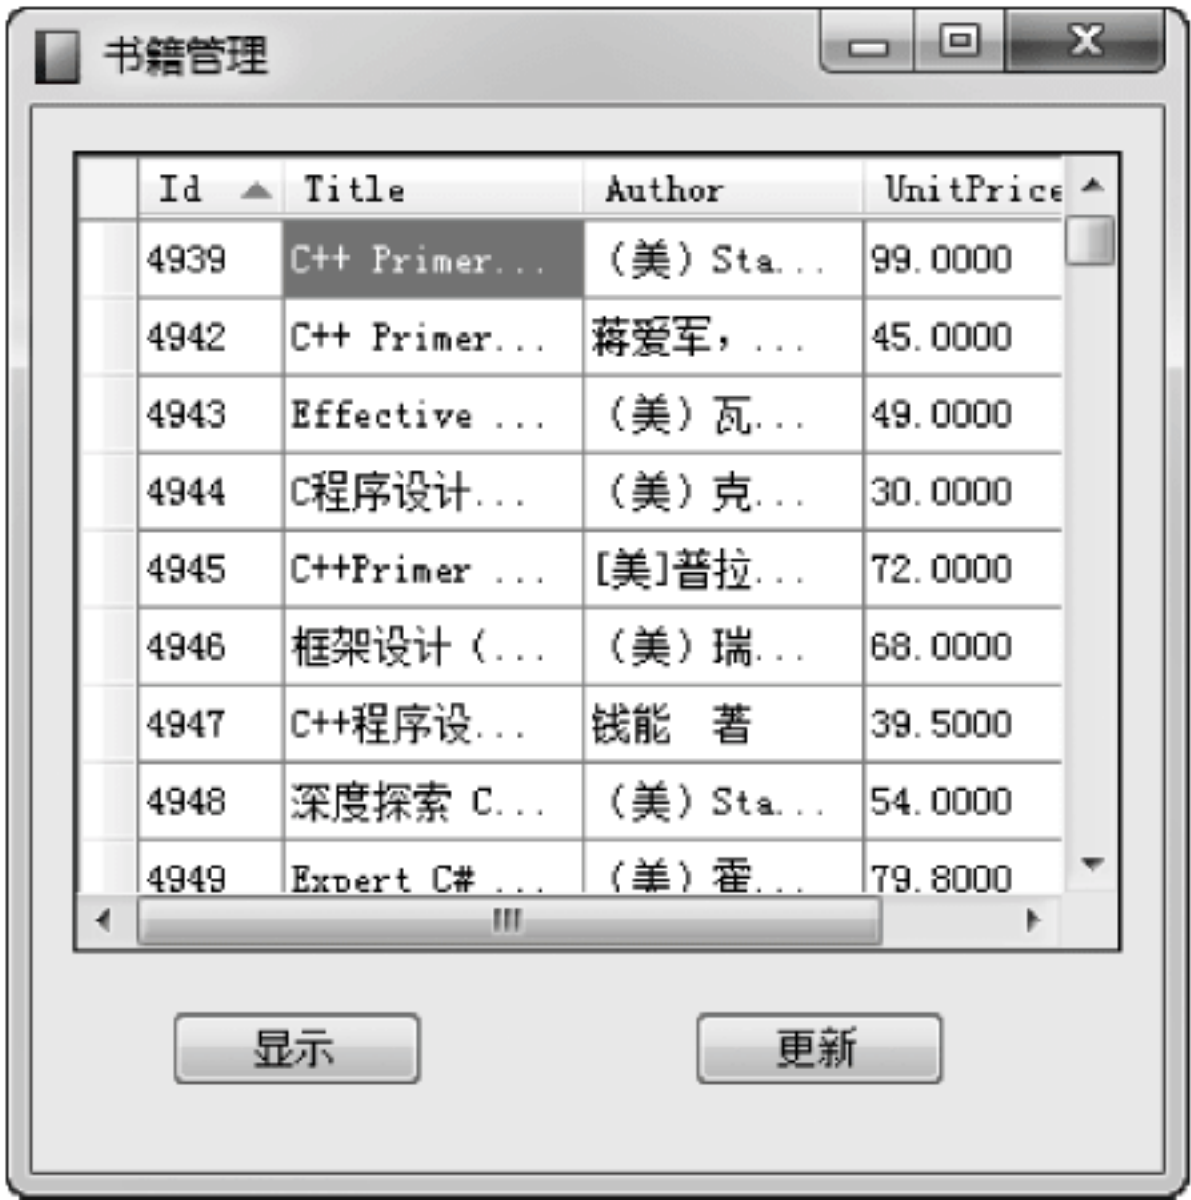 书籍管理
Id Title Author UnitPrice
4939 C++ Primer... （美）Sta... 99.0000
4942 C++ Primer... 蒋爱军，... 45.0000
4943 Effective ... （美）瓦... 49.0000
4944 C程序设计... （美）克... 30.0000
4945 C++Primer ... [美]普拉... 72.0000
4946 框架设计（... （美）瑞... 68.0000
4947 C++程序设... 钱能 著 39.5000
4948 深度探索 C... （美）Sta... 54.0000
4949 Expert C# ... （美）霍... 79.8000
显示 更新